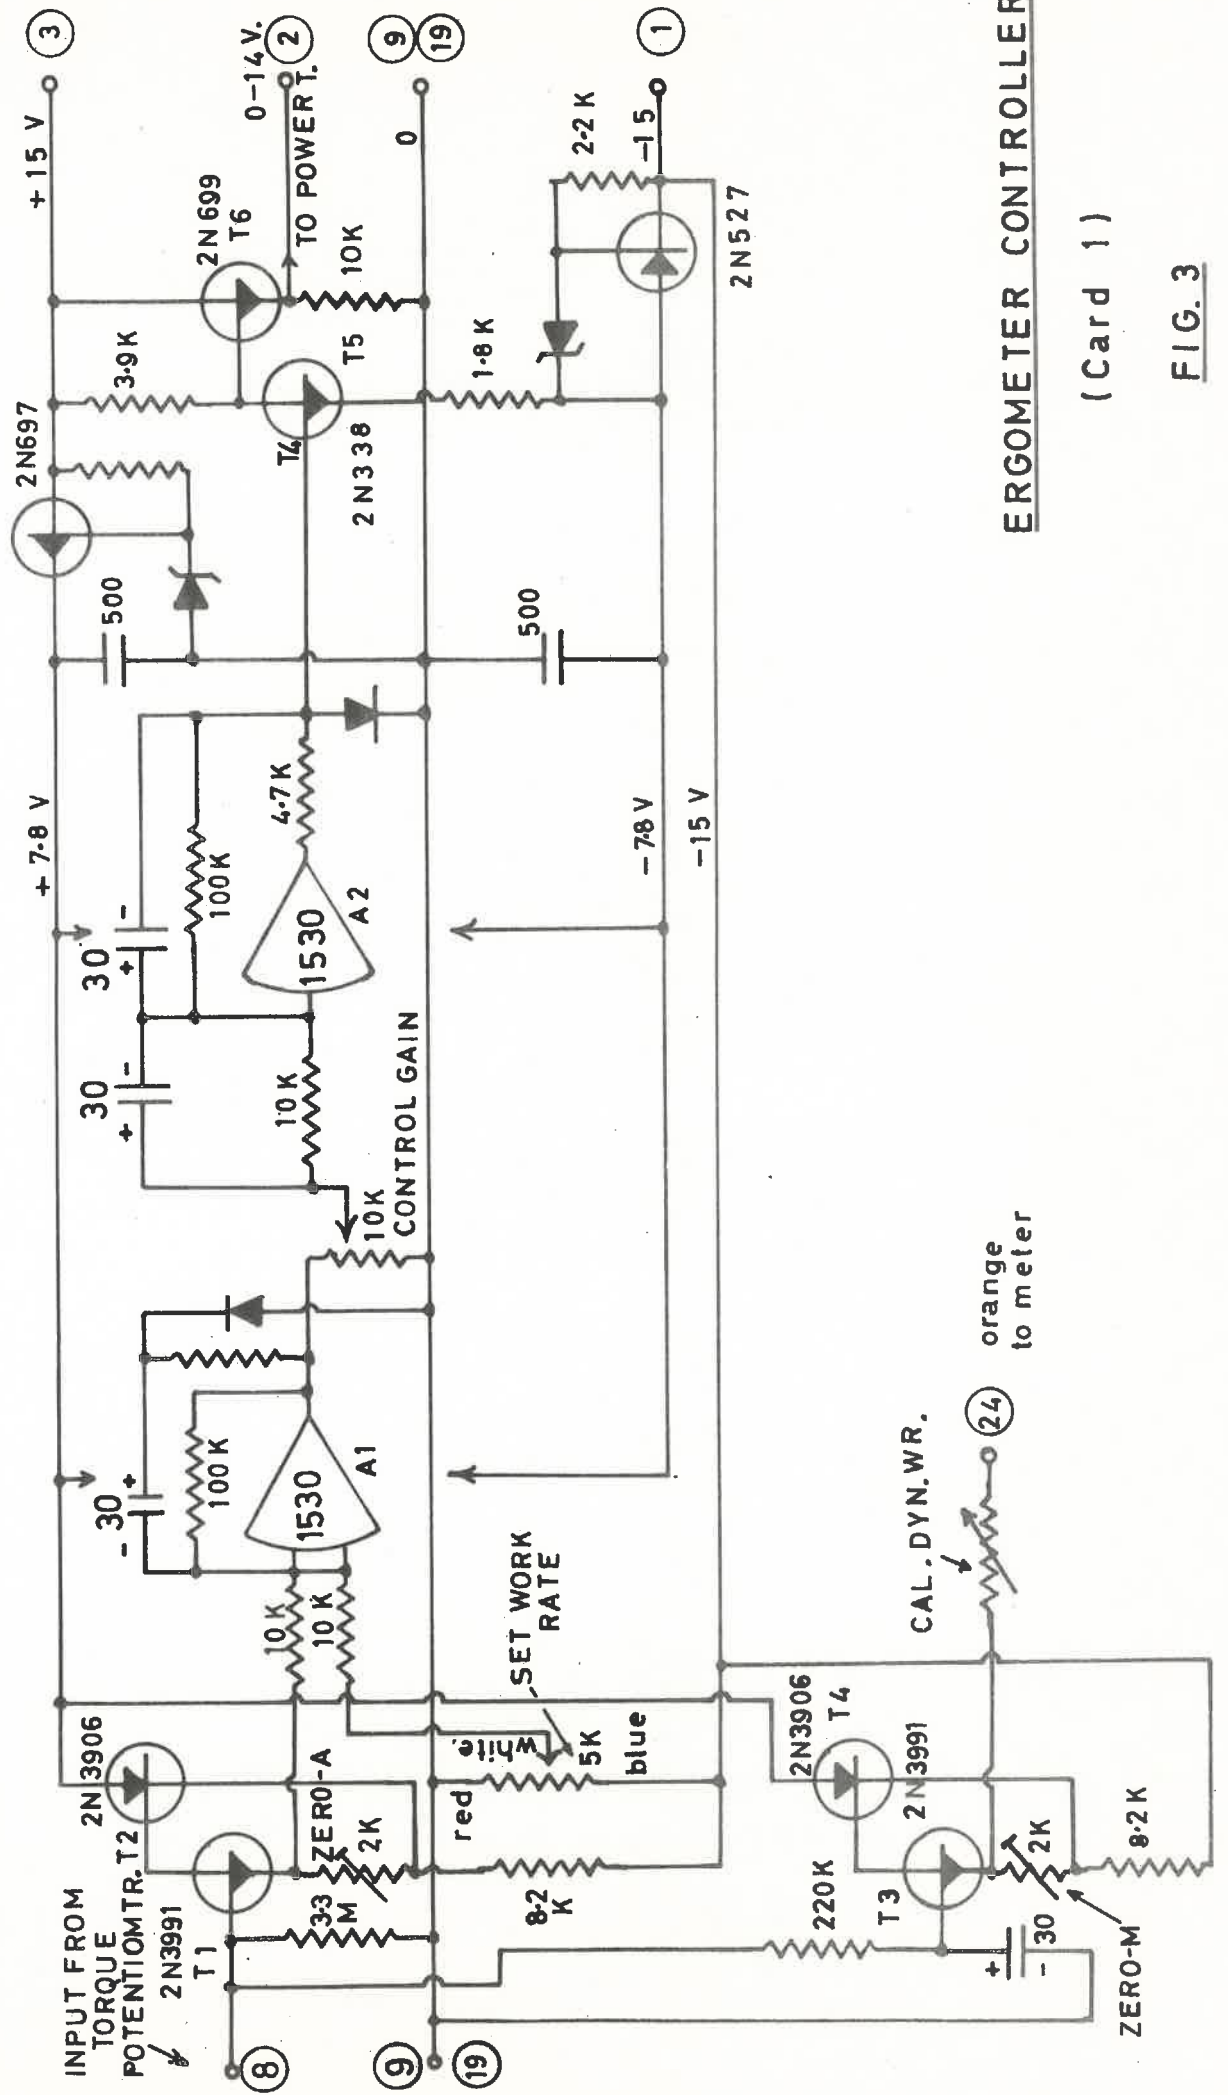 INPUT FROM
TORQUE
POTENTIOMTR.
8
9
19
2N3991
T1
T2
2N3906
3·3
M
ZERO-A
2K
8·2
K
red
white.
blue
5K
SET WORK
RATE
10K
10K
- 30 +
100K
1530
A1
10K
CONTROL GAIN
+ 30 -
10K
+ 30 -
100K
1530
A2
4·7K
+7·8 V
500
500
-7·8 V
-15 V
2N697
3·9K
T4
2N338
T5
2N699
T6
10K
1·8K
2·2K
2N527
+15 V
3
0-14V.
2
TO POWER T.
0
9
19
-15
1
220K
T3
2N3991
2N3906
T4
+
-
30
2K
ZERO-M
8·2K
CAL. DYN. WR.
24
orange
to meter
ERGOMETER CONTROLLER
(Card 1)
FIG. 3